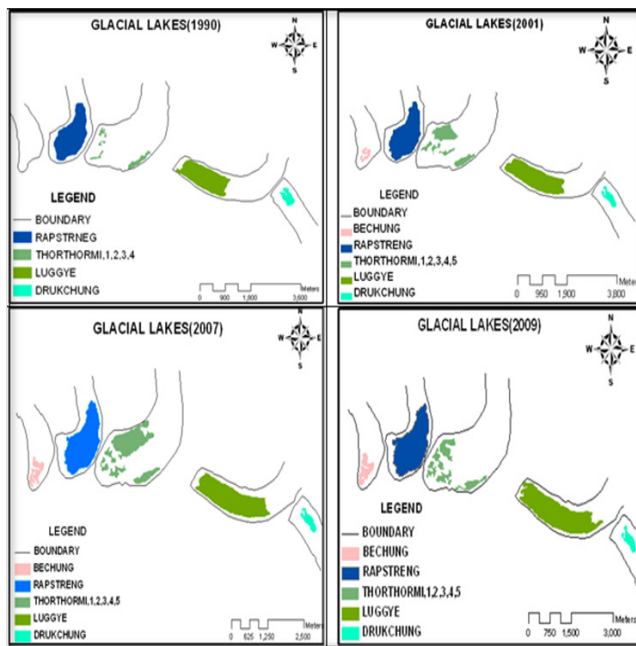 GLACIAL LAKES(1990)
N
W E
S
LEGEND
BOUNDARY
RAPSTRNEG
THORTHORMI,1,2,3,4
LUGGYE
DRUKCHUNG
Meters
0 900 1,800 3,600
GLACIAL LAKES(2001)
N
W E
S
LEGEND
BOUNDARY
BECHUNG
RAPSTRENG
THORTHORMI,1,2,3,4,5
LUGGYE
DRUKCHUNG
Meters
0 950 1,900 3,800
GLACIAL LAKES(2007)
N
W E
S
LEGEND
BOUNDARY
BECHUNG
RAPSTRENG
THORTHORMI,1,2,3,4,5
LUGGYE
DRUKCHUNG
Meters
0 625 1,250 2,500
GLACIAL LAKES(2009)
N
W E
S
LEGEND
BOUNDARY
BECHUNG
RAPSTRENG
THORTHORMI,1,2,3,4,5
LUGGYE
DRUKCHUNG
Meters
0 750 1,500 3,000